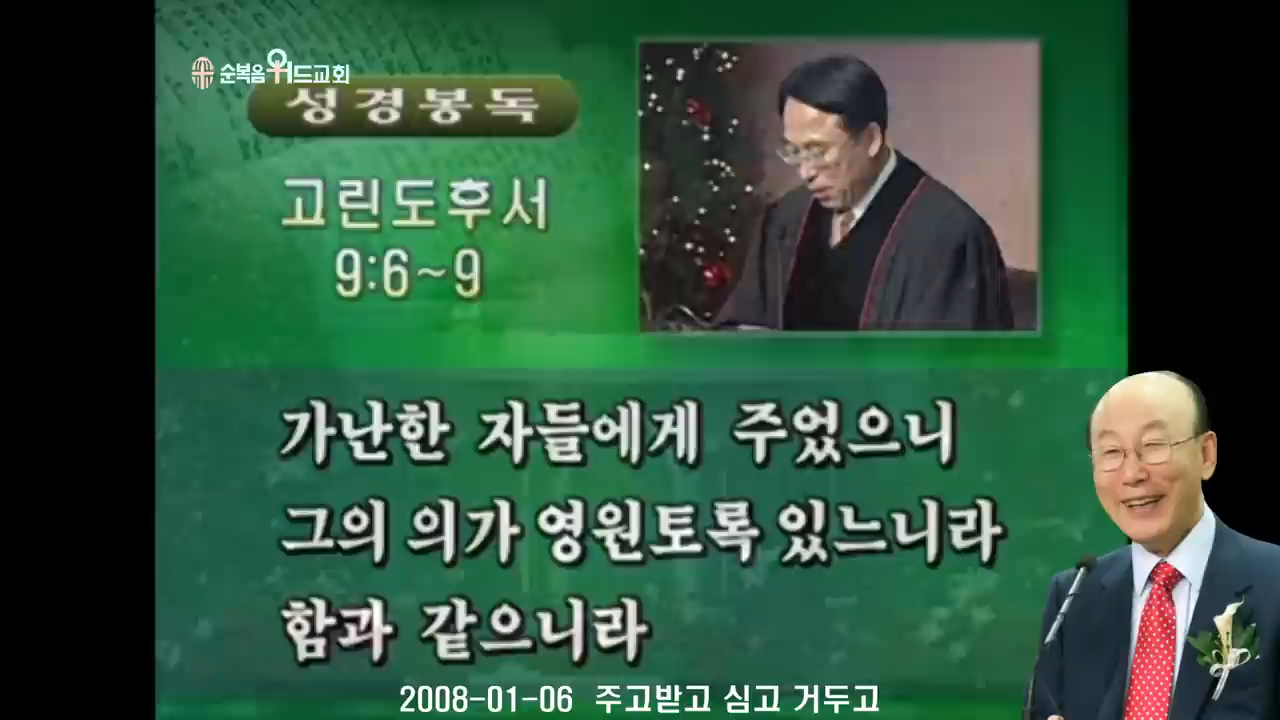 순복음위드교회
성경봉독
고린도후서
9:6~9
가난한 자들에게 주었으니
그의 의가 영원토록 있느니라
함과 같으니라
2008-01-06 주고받고 심고 거두고